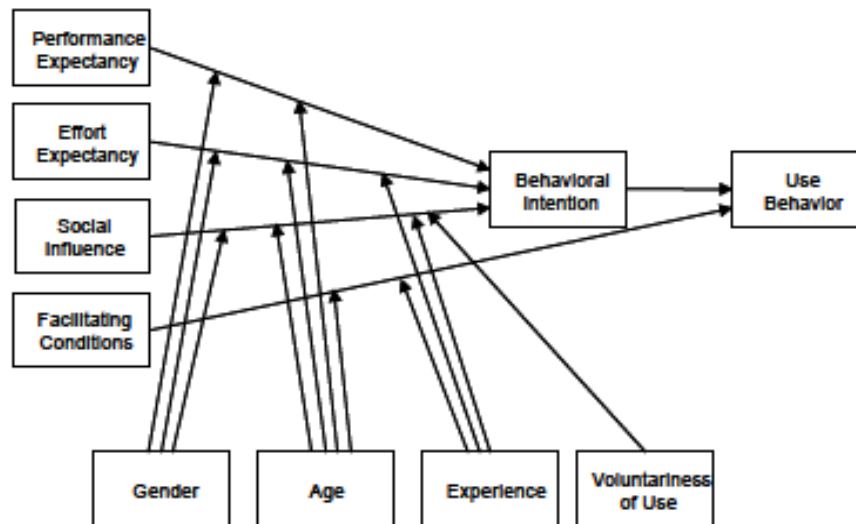 Performance
Expectancy
Effort
Expectancy
Social
Influence
Facilitating
Conditions
Behavioral
Intention
Use
Behavior
Gender
Age
Experience
Voluntariness
of Use